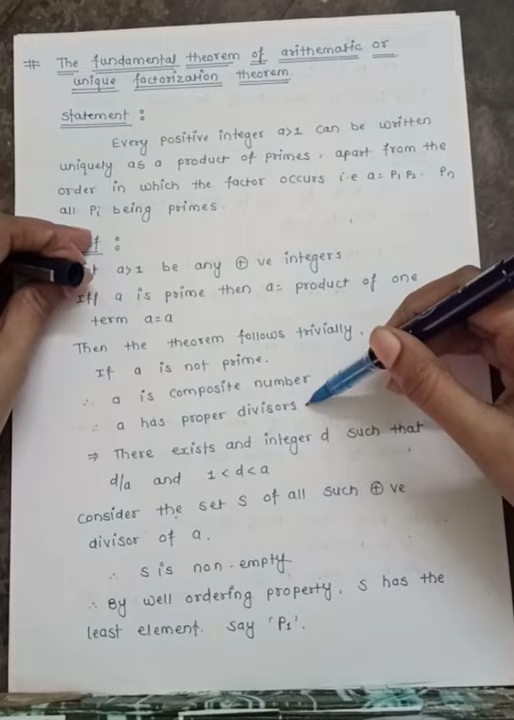 # The fundamental theorem of arithematic or
unique factorization theorem.
Statement :
Every positive integer a>1 can be written
uniquely as a product of primes, apart from the
order in which the factor occurs i.e a = P1 P2 . Pn
all Pi being primes.
:
a>1 be any ⊕ ve integers
Iff a is prime then a = product of one
term a=a
Then the theorem follows trivially.
If a is not prime.
∴ a is composite number
∴ a has proper divisors
⇒ There exists and integer d such that
d/a and 1<d<a
consider the set S of all such ⊕ ve
divisor of a.
∴ S is non-empty
∴ By well ordering property, S has the
least element. say 'P1'.